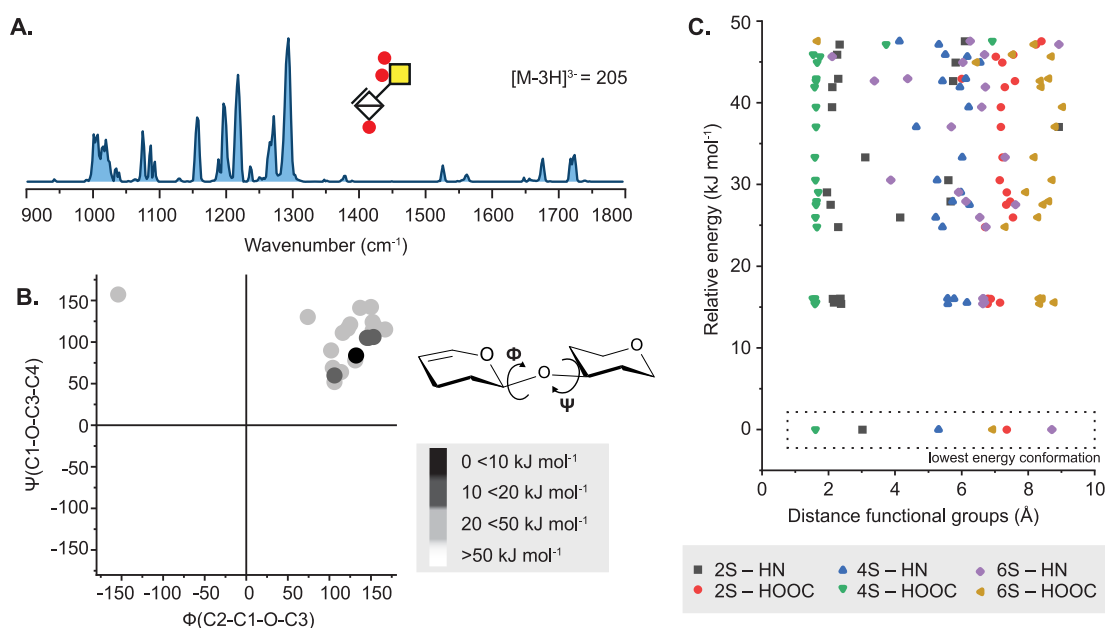 A.
[M-3H]³⁻ = 205
900 1000 1100 1200 1300 1400 1500 1600 1700 1800
Wavenumber (cm⁻¹)
B.
Ψ(C1-O-C3-C4)
150
100
50
0
-50
-100
-150
-150 -100 -50 0 50 100 150
Φ(C2-C1-O-C3)
O
Φ
O
Ψ
O
0 <10 kJ mol⁻¹
10 <20 kJ mol⁻¹
20 <50 kJ mol⁻¹
>50 kJ mol⁻¹
C.
Relative energy (kJ mol⁻¹)
50
40
30
20
10
0
lowest energy conformation
0 2 4 6 8 10
Distance functional groups (Å)
2S – HN 4S – HN 6S – HN
2S – HOOC 4S – HOOC 6S – HOOC